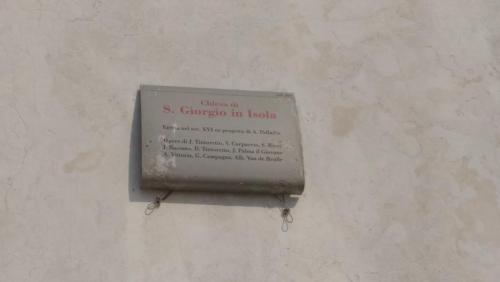 Chiesa di
S. Giorgio in Isola
Eretta nel sec. XVI su progetto di A. Palladio
Opere di J. Tintoretto, V. Carpaccio, S. Ricci
J. Bassano, D. Tintoretto, J. Palma il Giovane
A. Vittoria, G. Campagna, Alb. Van de Brulle